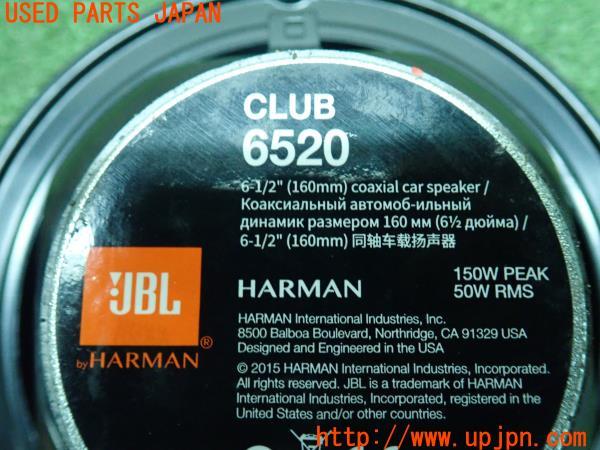 USED PARTS JAPAN
CLUB
6520
6-1/2" (160mm) coaxial car speaker /
Коаксиальный автомоб-ильный
динамик размером 160 мм (6½ дюйма) /
6-1/2" (160mm) 同轴车载扬声器
JBL
®
by HARMAN
HARMAN
150W PEAK
50W RMS
HARMAN International Industries, Inc.
8500 Balboa Boulevard, Northridge, CA 91329 USA
Designed and Engineered in the USA
© 2015 HARMAN International Industries, Incorporated.
All rights reserved. JBL is a trademark of HARMAN
International Industries, Incorporated, registered in the
United States and/or other countries.
http://www.upjpn.com